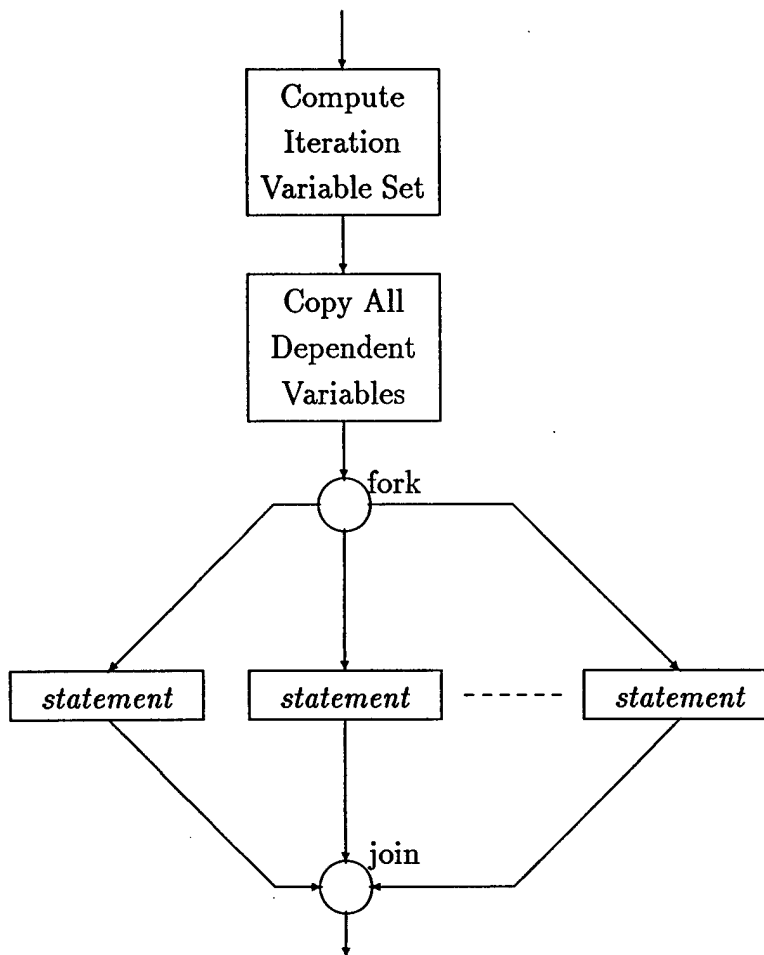 Compute
Iteration
Variable Set
Copy All
Dependent
Variables
fork
statement
statement
statement
join